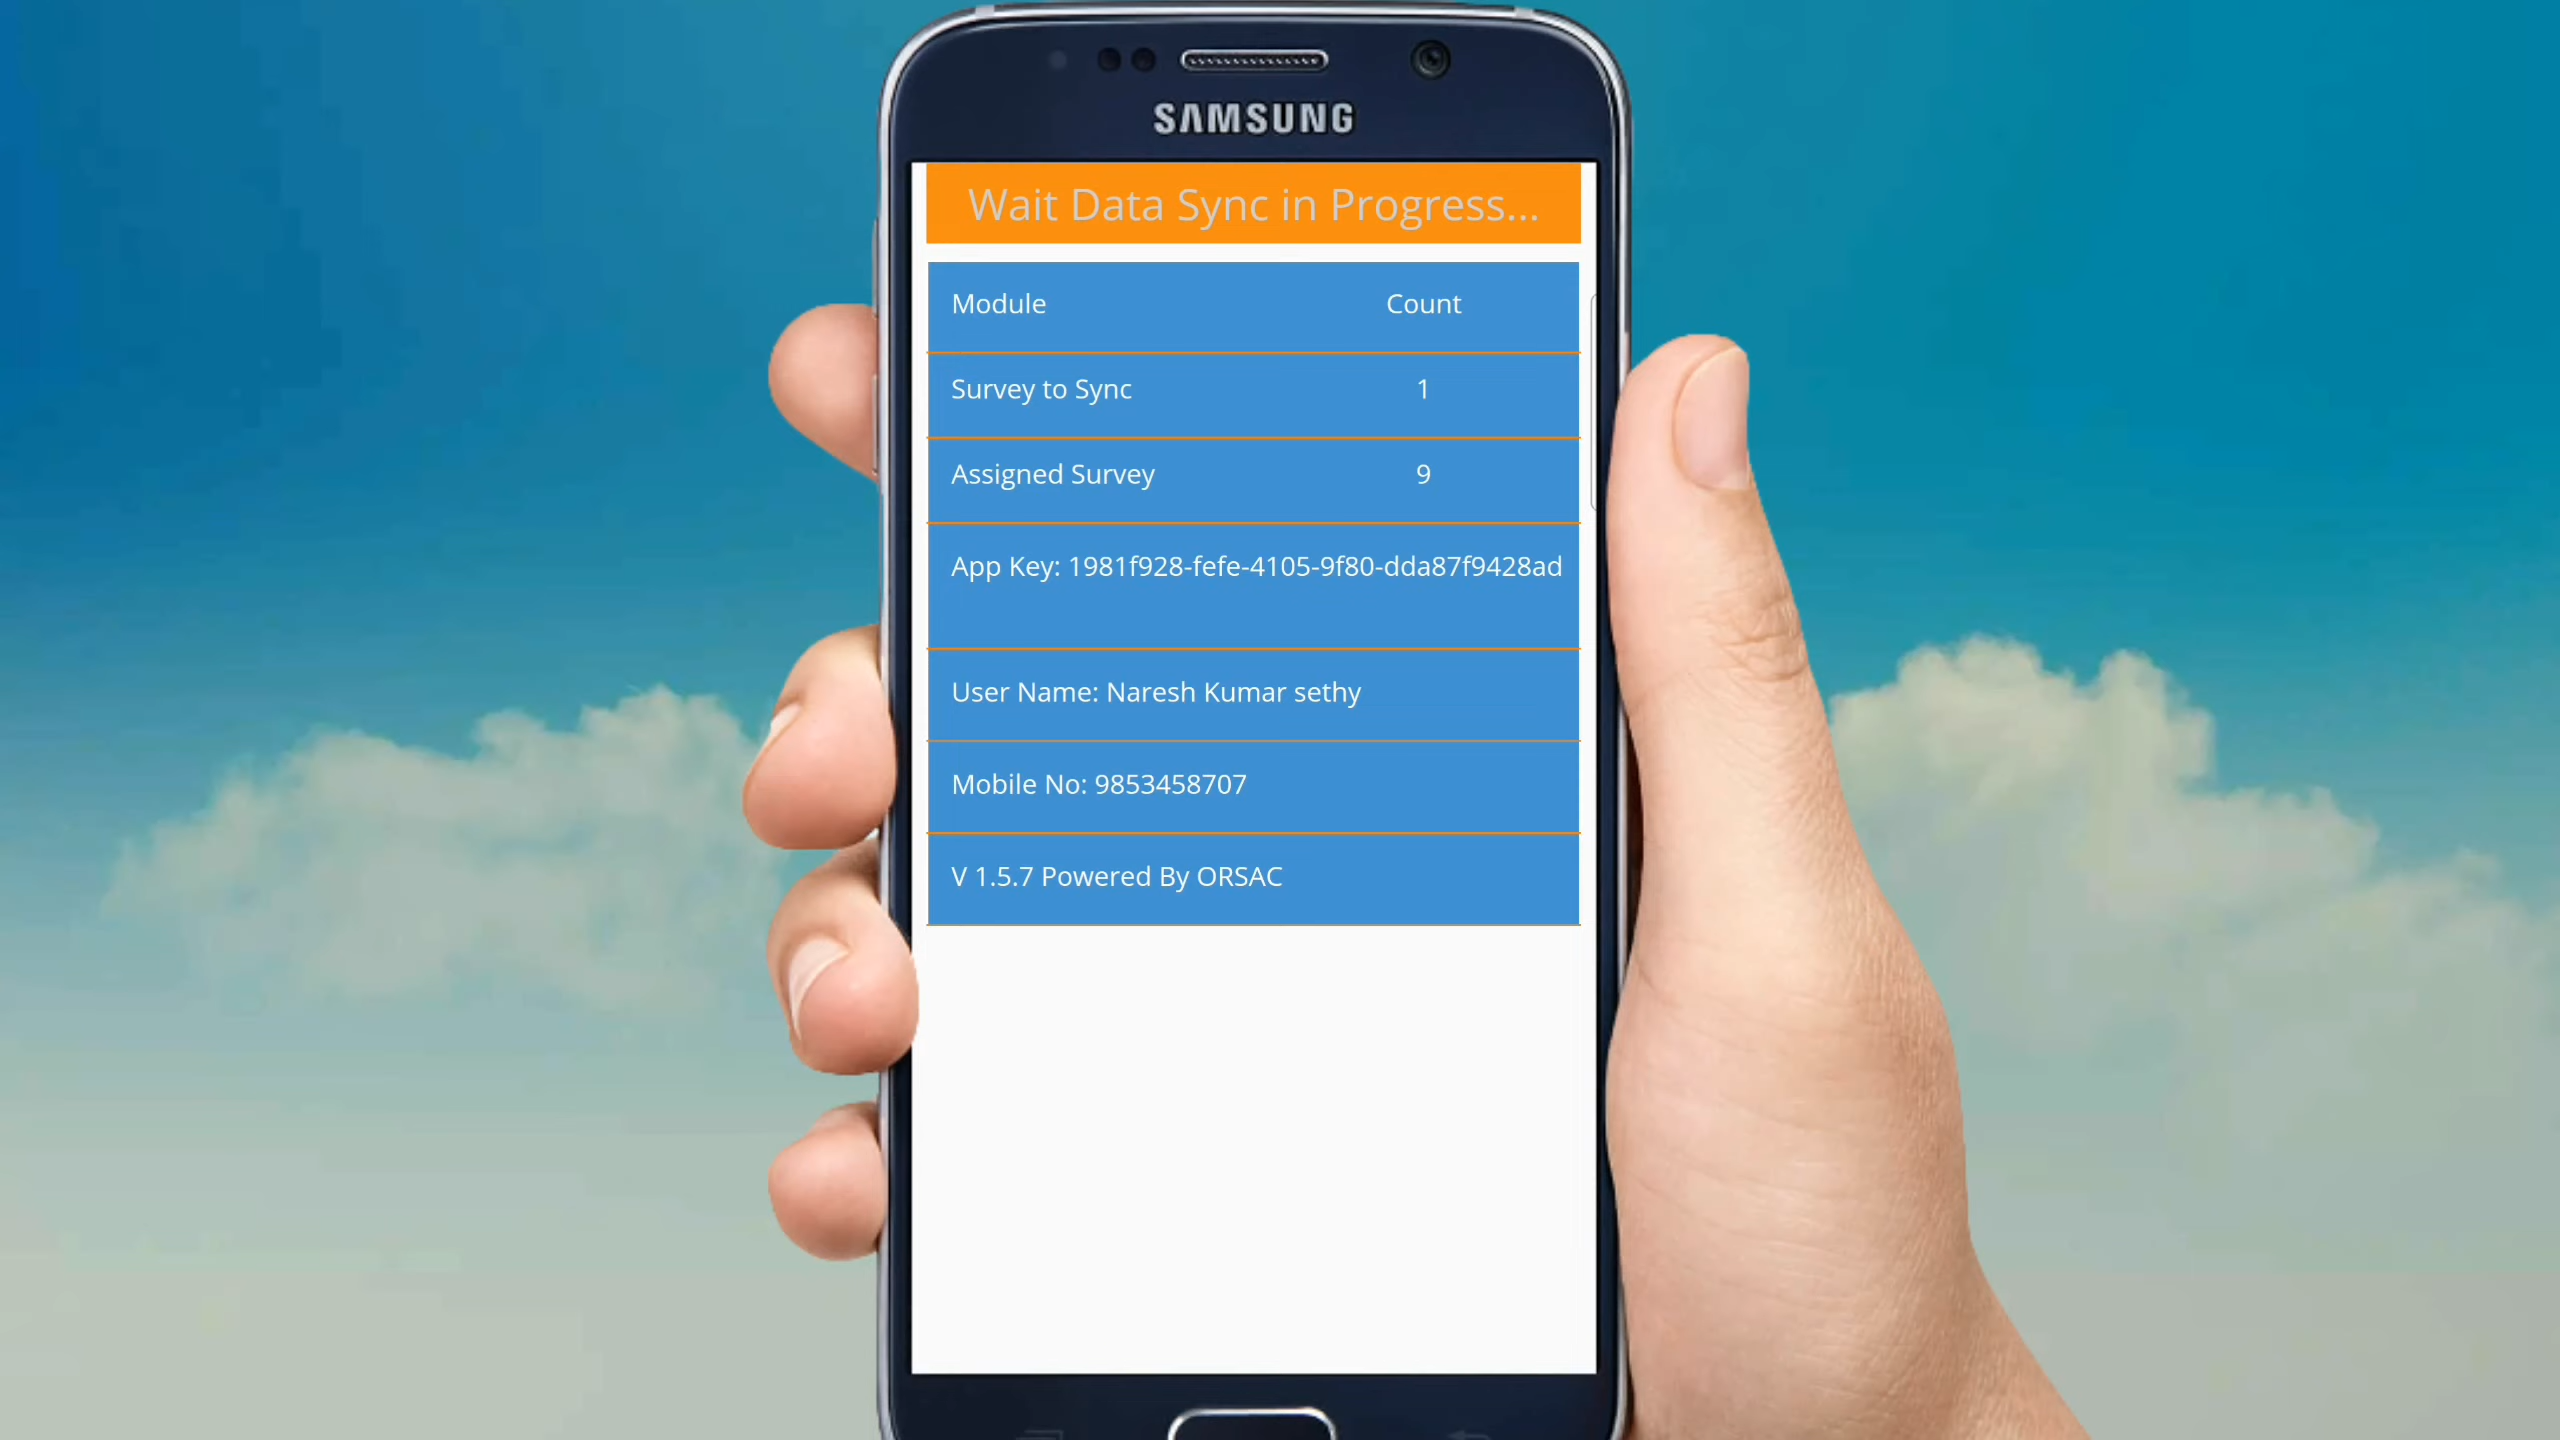 SAMSUNG
Wait Data Sync in Progress...
Module Count
Survey to Sync 1
Assigned Survey 9
App Key: 1981f928-fefe-4105-9f80-dda87f9428ad
User Name: Naresh Kumar sethy
Mobile No: 9853458707
V 1.5.7 Powered By ORSAC